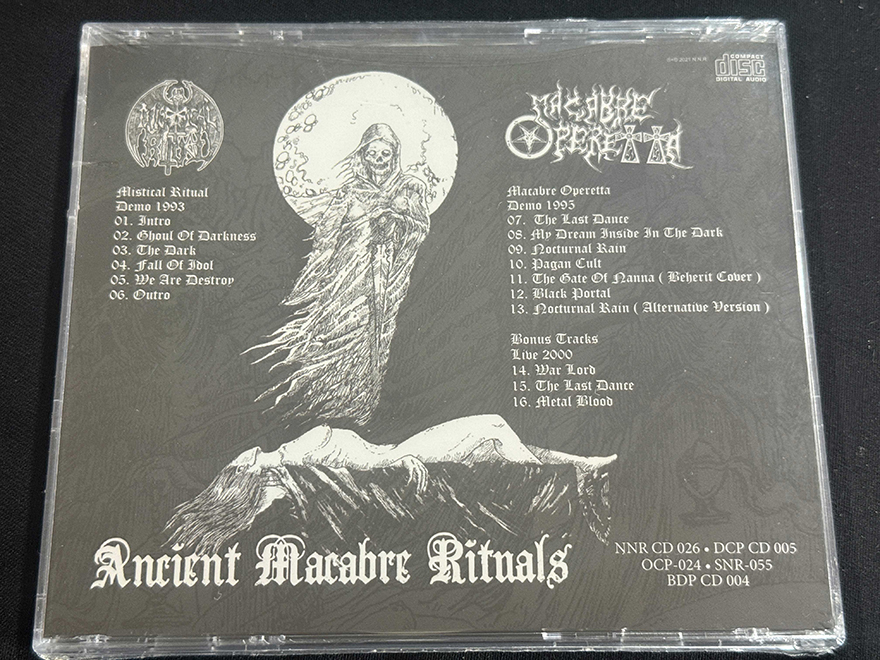 ℗+© 2021 N.N.R.
COMPACT
disc
DIGITAL AUDIO
MISTICAL
RITUAL
MACABRE
OPERETTA
Mistical Ritual
Demo 1993
01. Intro
02. Ghoul Of Darkness
03. The Dark
04. Fall Of Idol
05. We Are Destroy
06. Outro
Macabre Operetta
Demo 1995
07. The Last Dance
08. My Dream Inside In The Dark
09. Nocturnal Rain
10. Pagan Cult
11. The Gate Of Nanna ( Beherit Cover )
12. Black Portal
13. Nocturnal Rain ( Alternative Version )
Bonus Tracks
Live 2000
14. War Lord
15. The Last Dance
16. Metal Blood
Ancient Macabre Rituals
NNR CD 026 • DCP CD 005
OCP-024 • SNR-055
BDP CD 004